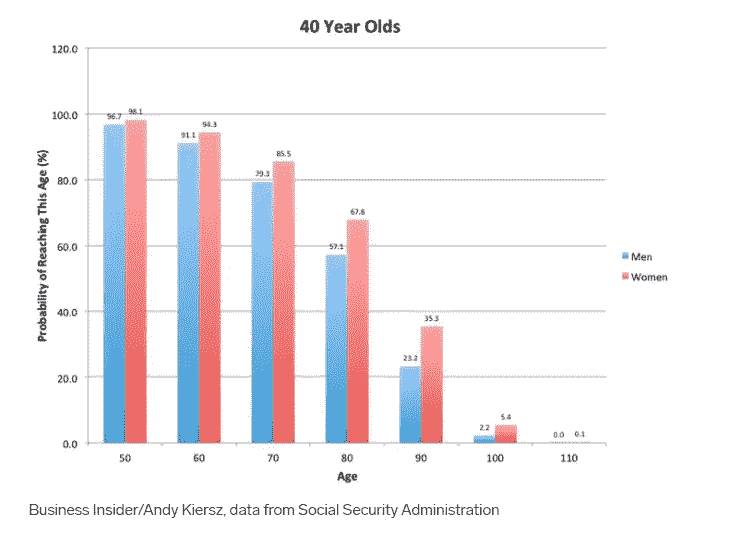 40 Year Olds
120.0
100.0
80.0
60.0
40.0
20.0
0.0
Probability of Reaching This Age (%)
96.7 98.1
91.1 94.3
79.3 85.5
57.1 67.8
23.2 35.3
2.2 5.4
0.0 0.1
50 60 70 80 90 100 110
Age
Men
Women
Business Insider/Andy Kiersz, data from Social Security Administration